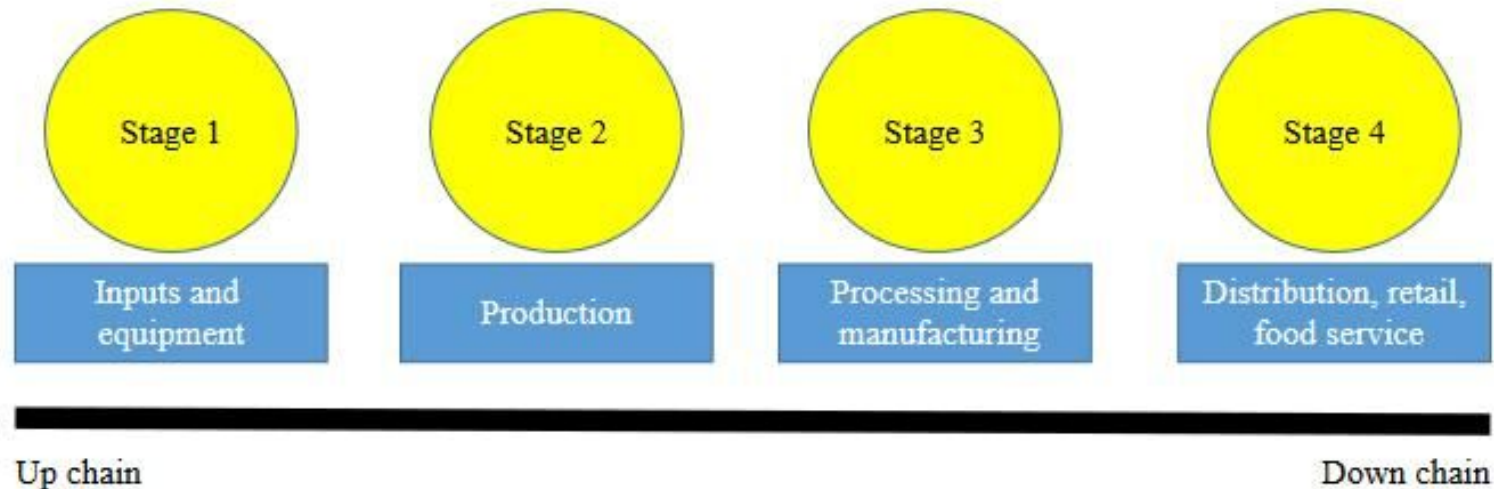 Stage 1
Stage 2
Stage 3
Stage 4
Inputs and
equipment
Production
Processing and
manufacturing
Distribution, retail,
food service
Up chain
Down chain